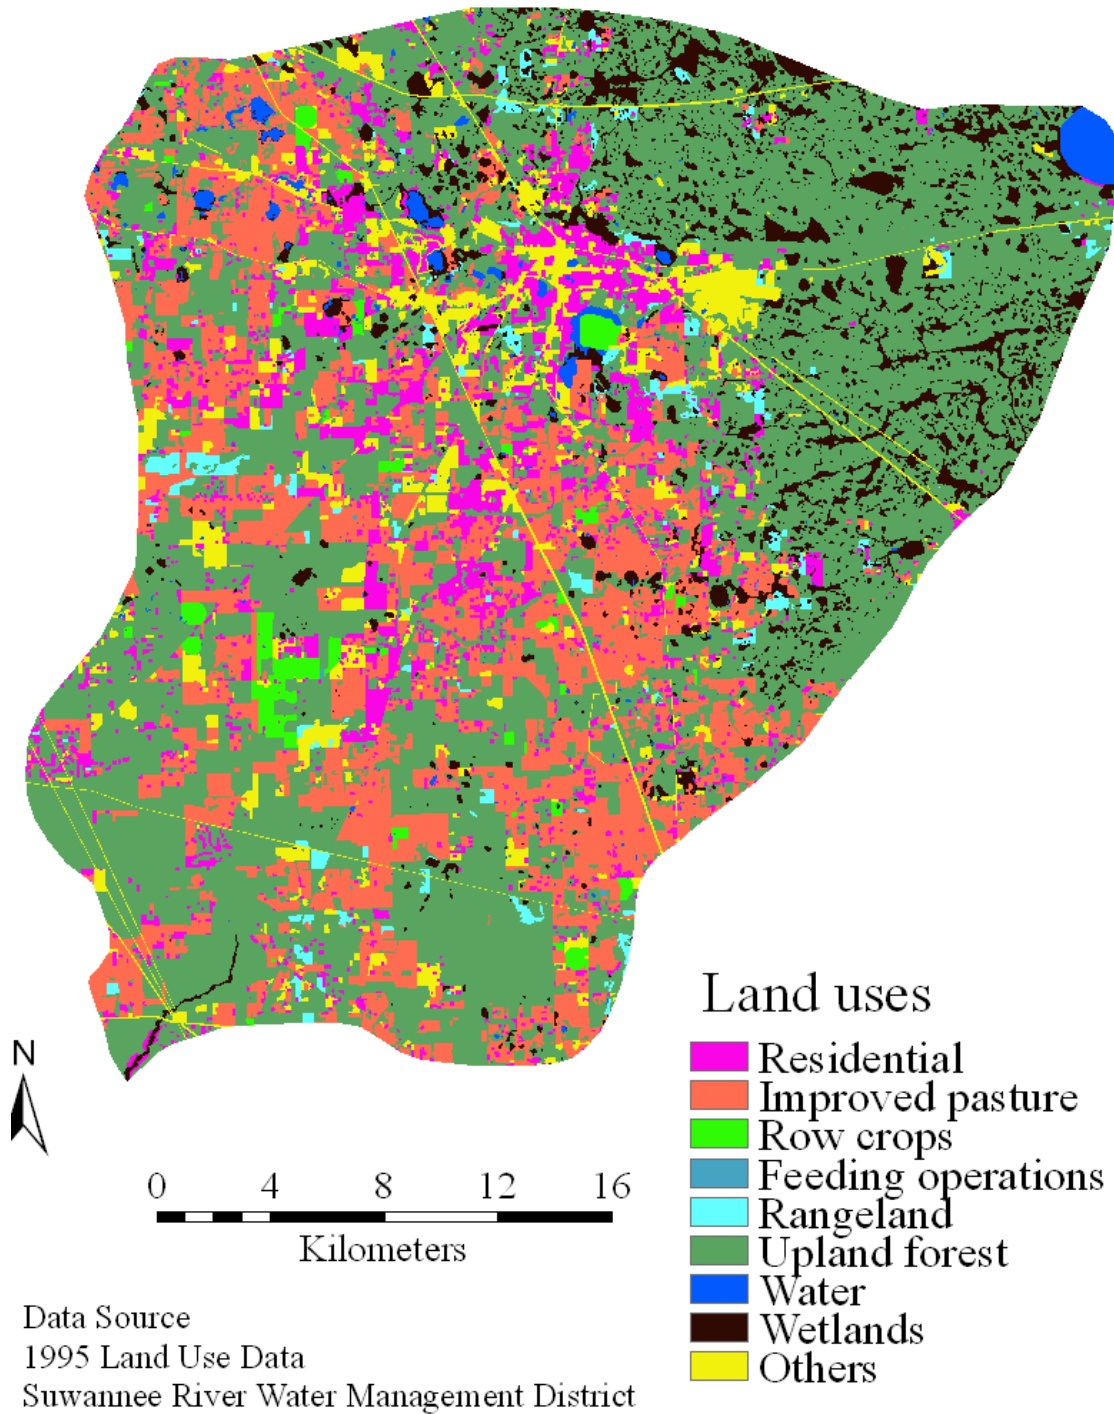 Land uses
Residential
Improved pasture
Row crops
Feeding operations
Rangeland
Upland forest
Water
Wetlands
Others
N
0 4 8 12 16
Kilometers
Data Source
1995 Land Use Data
Suwannee River Water Management District